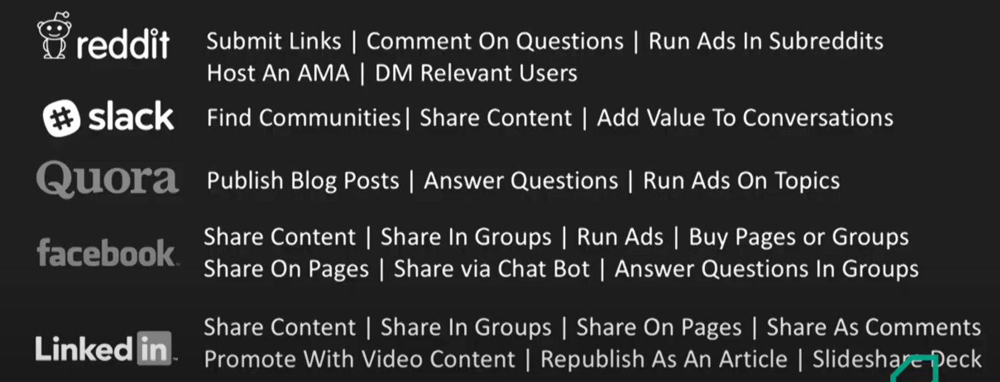 reddit
Submit Links | Comment On Questions | Run Ads In Subreddits
Host An AMA | DM Relevant Users
slack
Find Communities| Share Content | Add Value To Conversations
Quora
Publish Blog Posts | Answer Questions | Run Ads On Topics
facebook
Share Content | Share In Groups | Run Ads | Buy Pages or Groups
Share On Pages | Share via Chat Bot | Answer Questions In Groups
Linked in
Share Content | Share In Groups | Share On Pages | Share As Comments
Promote With Video Content | Republish As An Article | Slideshare Deck